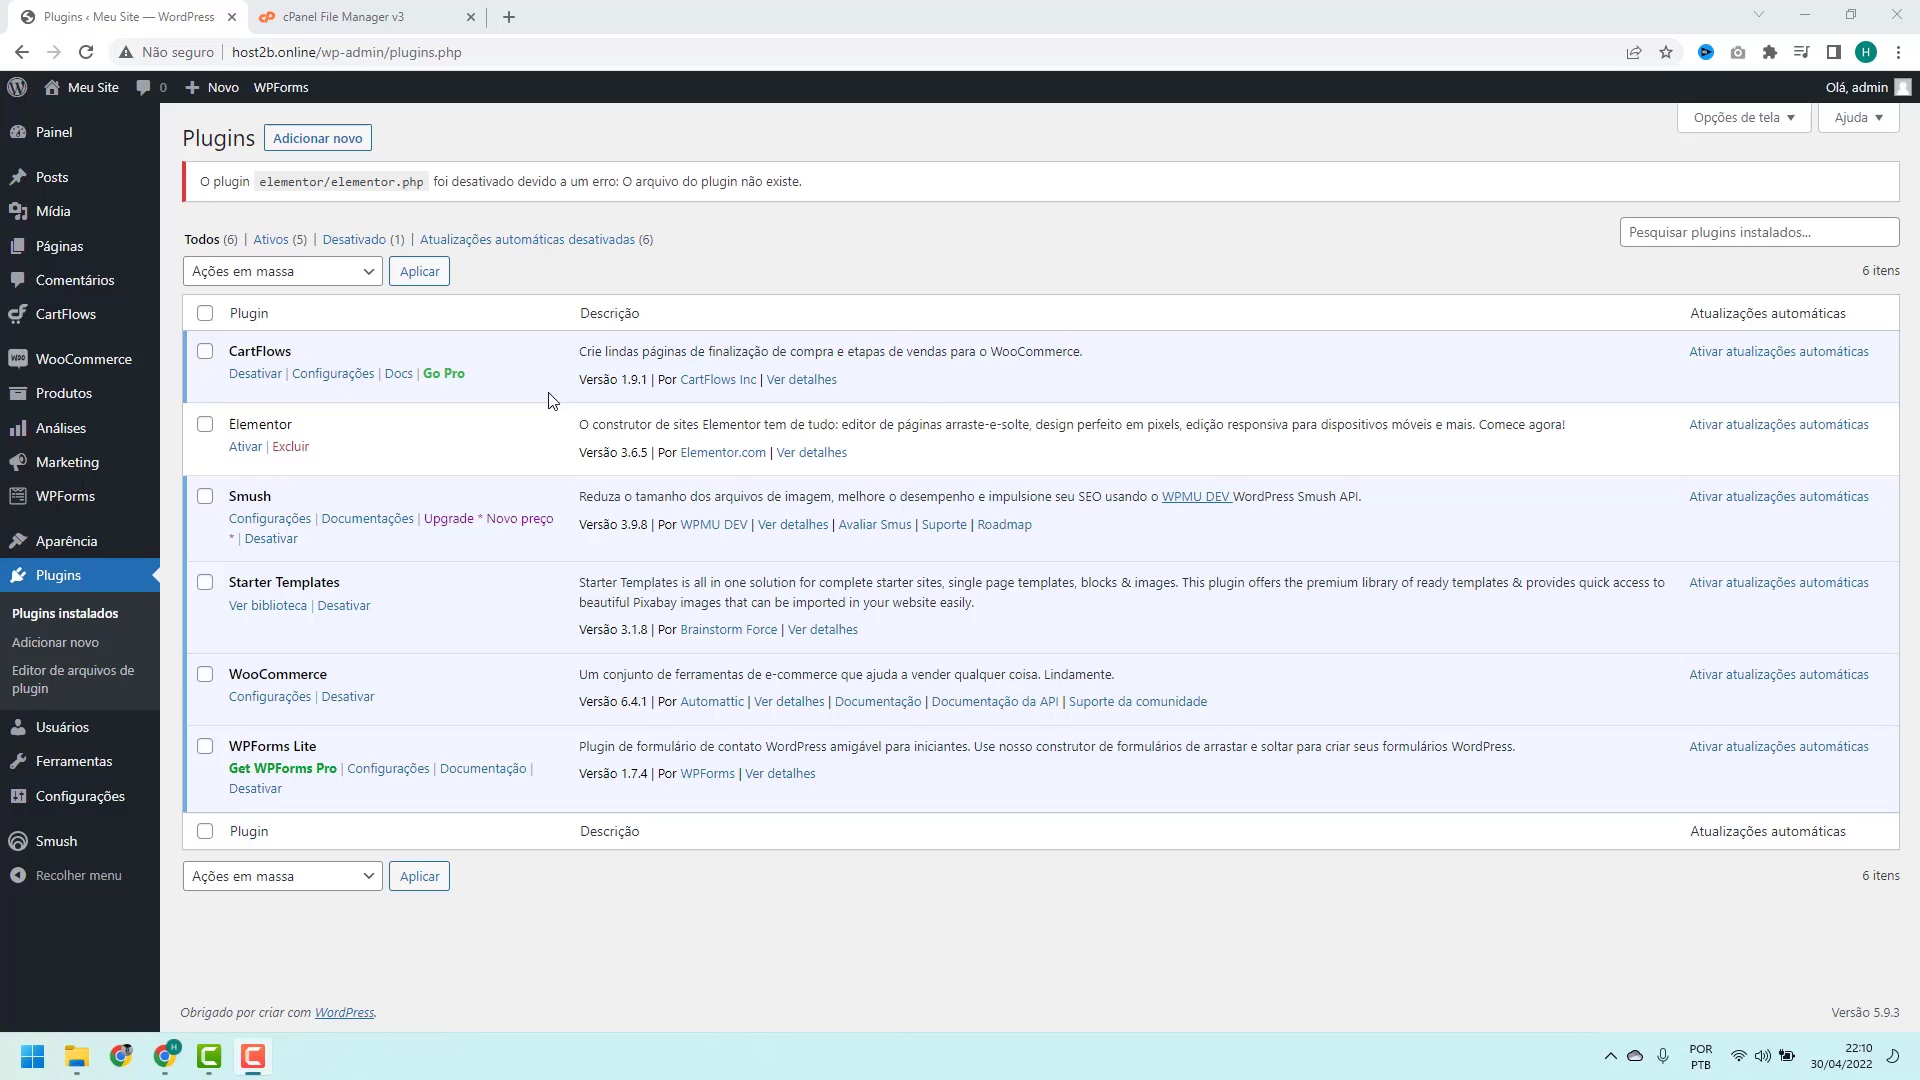 Plugins ‹ Meu Site — WordPress
cPanel File Manager v3
Não seguro
host2b.online/wp-admin/plugins.php
H
Meu Site
0
Novo
WPForms
Olá, admin
Painel
Posts
Mídia
Páginas
Comentários
CartFlows
WooCommerce
Produtos
Análises
Marketing
WPForms
Aparência
Plugins
Plugins instalados
Adicionar novo
Editor de arquivos de
plugin
Usuários
Ferramentas
Configurações
Smush
Recolher menu
Plugins
Adicionar novo
Opções de tela
Ajuda
O plugin elementor/elementor.php foi desativado devido a um erro: O arquivo do plugin não existe.
Todos (6) | Ativos (5) | Desativado (1) | Atualizações automáticas desativadas (6)
Pesquisar plugins instalados...
Ações em massa
Aplicar
6 itens
Plugin
Descrição
Atualizações automáticas
CartFlows
Desativar | Configurações | Docs | Go Pro
Crie lindas páginas de finalização de compra e etapas de vendas para o WooCommerce.
Versão 1.9.1 | Por CartFlows Inc | Ver detalhes
Ativar atualizações automáticas
Elementor
Ativar | Excluir
O construtor de sites Elementor tem de tudo: editor de páginas arraste-e-solte, design perfeito em pixels, edição responsiva para dispositivos móveis e mais. Comece agora!
Versão 3.6.5 | Por Elementor.com | Ver detalhes
Ativar atualizações automáticas
Smush
Configurações | Documentações | Upgrade * Novo preço
* | Desativar
Reduza o tamanho dos arquivos de imagem, melhore o desempenho e impulsione seu SEO usando o WPMU DEV WordPress Smush API.
Versão 3.9.8 | Por WPMU DEV | Ver detalhes | Avaliar Smus | Suporte | Roadmap
Ativar atualizações automáticas
Starter Templates
Ver biblioteca | Desativar
Starter Templates is all in one solution for complete starter sites, single page templates, blocks & images. This plugin offers the premium library of ready templates & provides quick access to
beautiful Pixabay images that can be imported in your website easily.
Versão 3.1.8 | Por Brainstorm Force | Ver detalhes
Ativar atualizações automáticas
WooCommerce
Configurações | Desativar
Um conjunto de ferramentas de e-commerce que ajuda a vender qualquer coisa. Lindamente.
Versão 6.4.1 | Por Automattic | Ver detalhes | Documentação | Documentação da API | Suporte da comunidade
Ativar atualizações automáticas
WPForms Lite
Get WPForms Pro | Configurações | Documentação |
Desativar
Plugin de formulário de contato WordPress amigável para iniciantes. Use nosso construtor de formulários de arrastar e soltar para criar seus formulários WordPress.
Versão 1.7.4 | Por WPForms | Ver detalhes
Ativar atualizações automáticas
Plugin
Descrição
Atualizações automáticas
Ações em massa
Aplicar
6 itens
Obrigado por criar com WordPress.
Versão 5.9.3
POR
PTB
22:10
30/04/2022